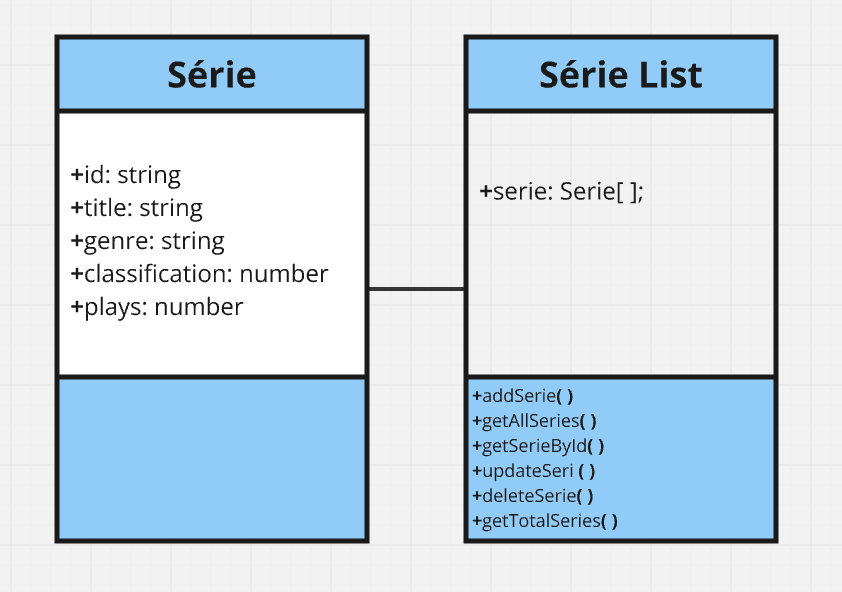 Série
+id: string
+title: string
+genre: string
+classification: number
+plays: number
Série List
+serie: Serie[ ];
+addSerie( )
+getAllSeries( )
+getSerieById( )
+updateSeri ( )
+deleteSerie( )
+getTotalSeries( )